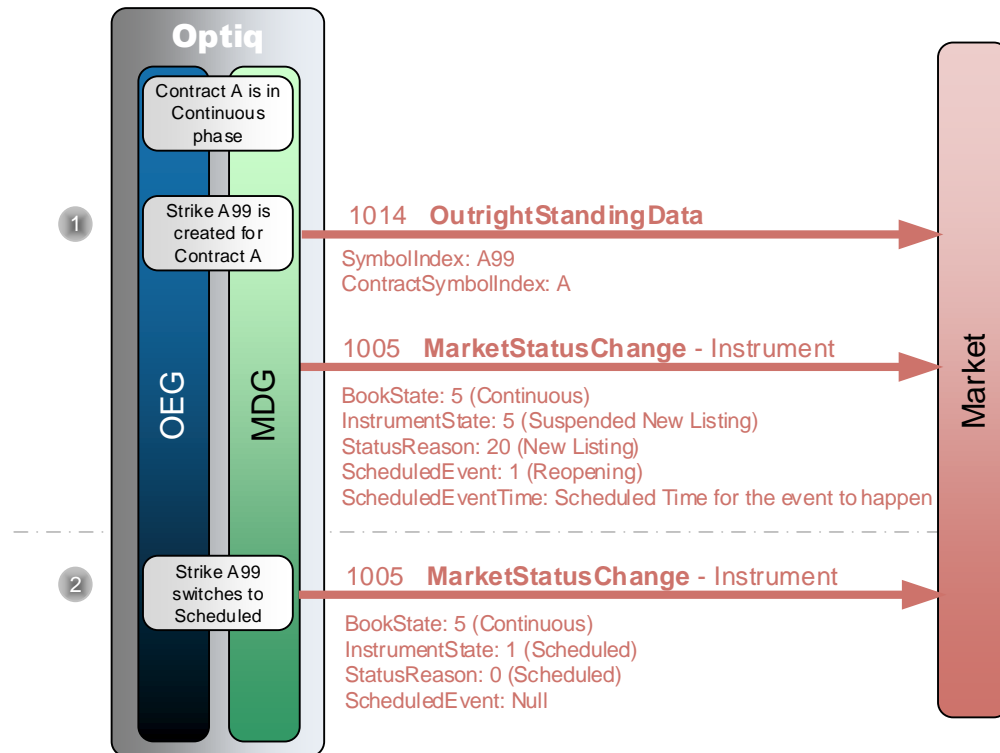 Optiq
Contract A is in
Continuous
phase
1
Strike A99 is
created for
Contract A
1014 OutrightStandingData
SymbolIndex: A99
ContractSymbolIndex: A
1005 MarketStatusChange - Instrument
BookState: 5 (Continuous)
InstrumentState: 5 (Suspended New Listing)
StatusReason: 20 (New Listing)
ScheduledEvent: 1 (Reopening)
ScheduledEventTime: Scheduled Time for the event to happen
OEG
MDG
Market
2
Strike A99
switches to
Scheduled
1005 MarketStatusChange - Instrument
BookState: 5 (Continuous)
InstrumentState: 1 (Scheduled)
StatusReason: 0 (Scheduled)
ScheduledEvent: Null